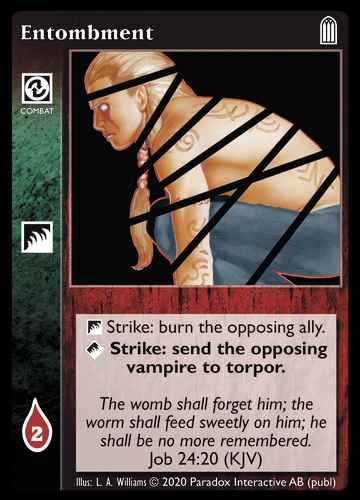 Entombment
COMBAT
Strike: burn the opposing ally.
Strike: send the opposing
vampire to torpor.
The womb shall forget him; the
worm shall feed sweetly on him; he
shall be no more remembered.
Job 24:20 (KJV)
2
Illus: L. A. Williams © 2020 Paradox Interactive AB (publ)